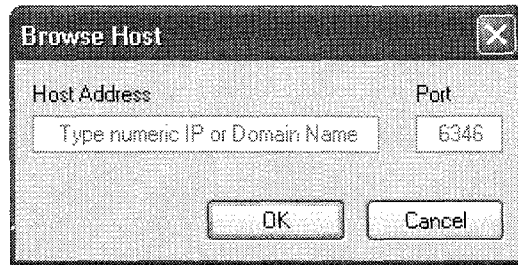 Browse Host
Host Address Port
Type numeric IP or Domain Name 6346
OK Cancel